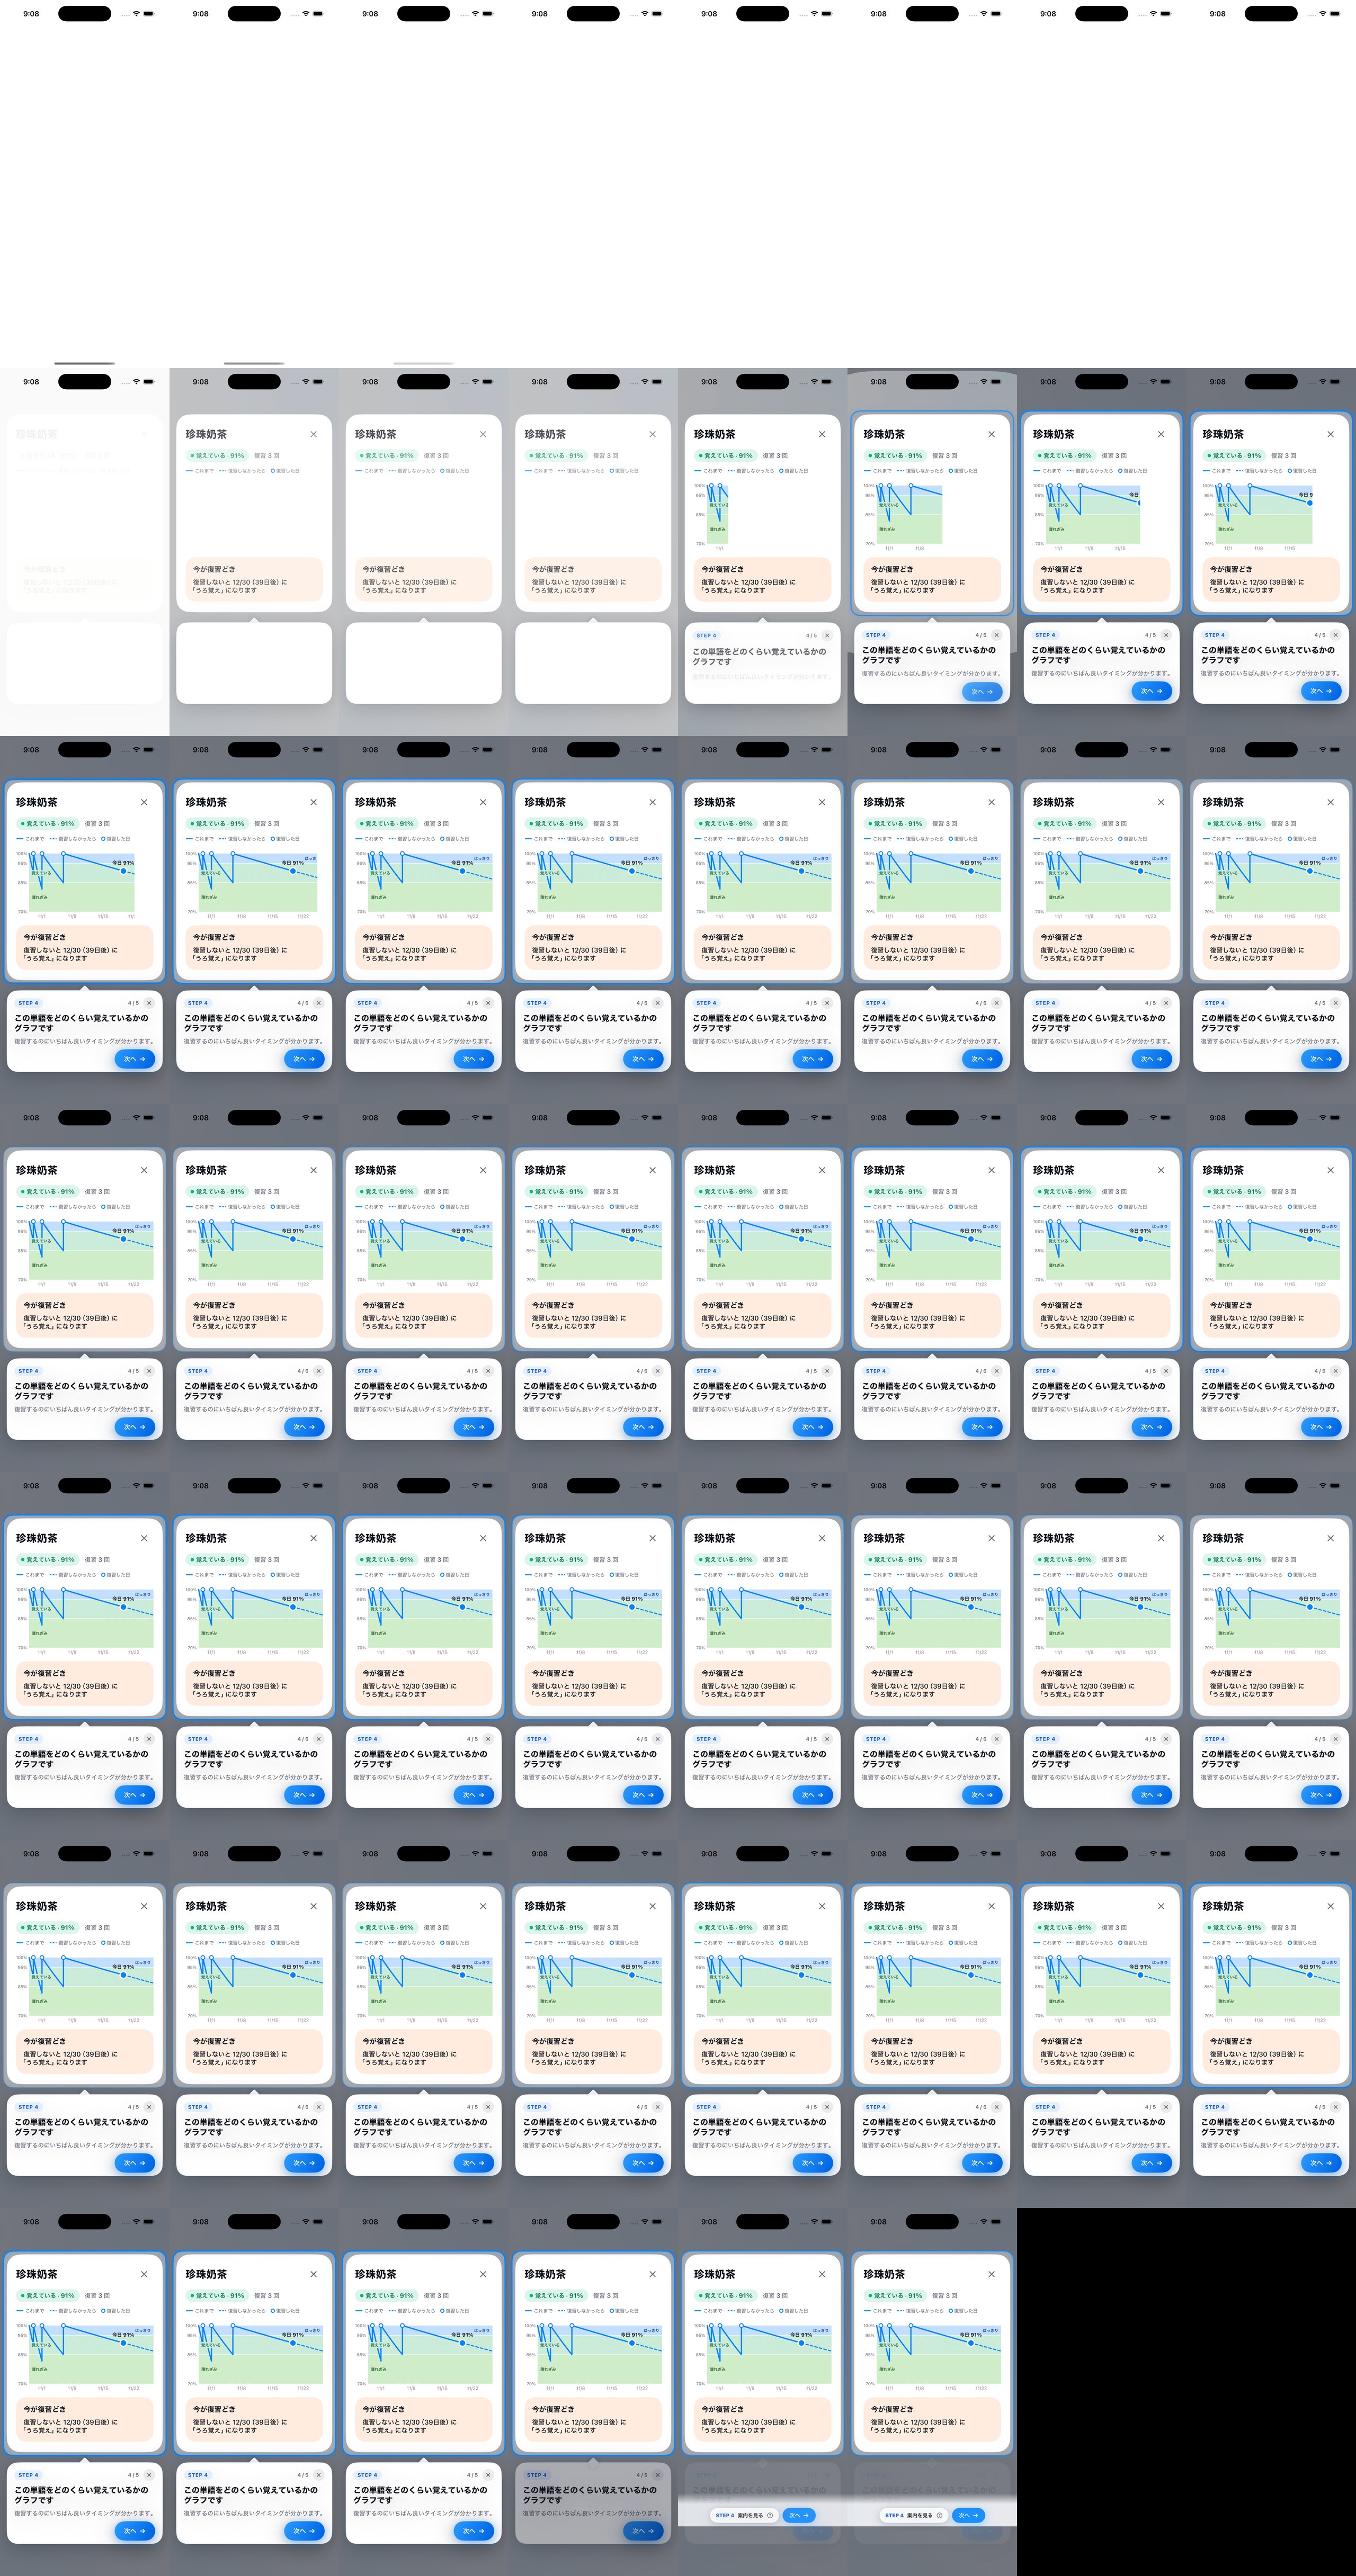 9:08
珍珠奶茶
覚えている · 91%
復習 3 回
これまで 復習しなかったら 復習した日
100%
95%
85%
70%
はっきり
今日 91%
覚えている
薄れぎみ
11/1 11/8 11/15 11/22
今が復習どき
復習しないと 12/30 (39日後) に
「うろ覚え」になります
STEP 4
4 / 5
この単語をどのくらい覚えているかの
グラフです
復習するのにいちばん良いタイミングが分かります。
次へ →
STEP 4 案内を見る
次へ →